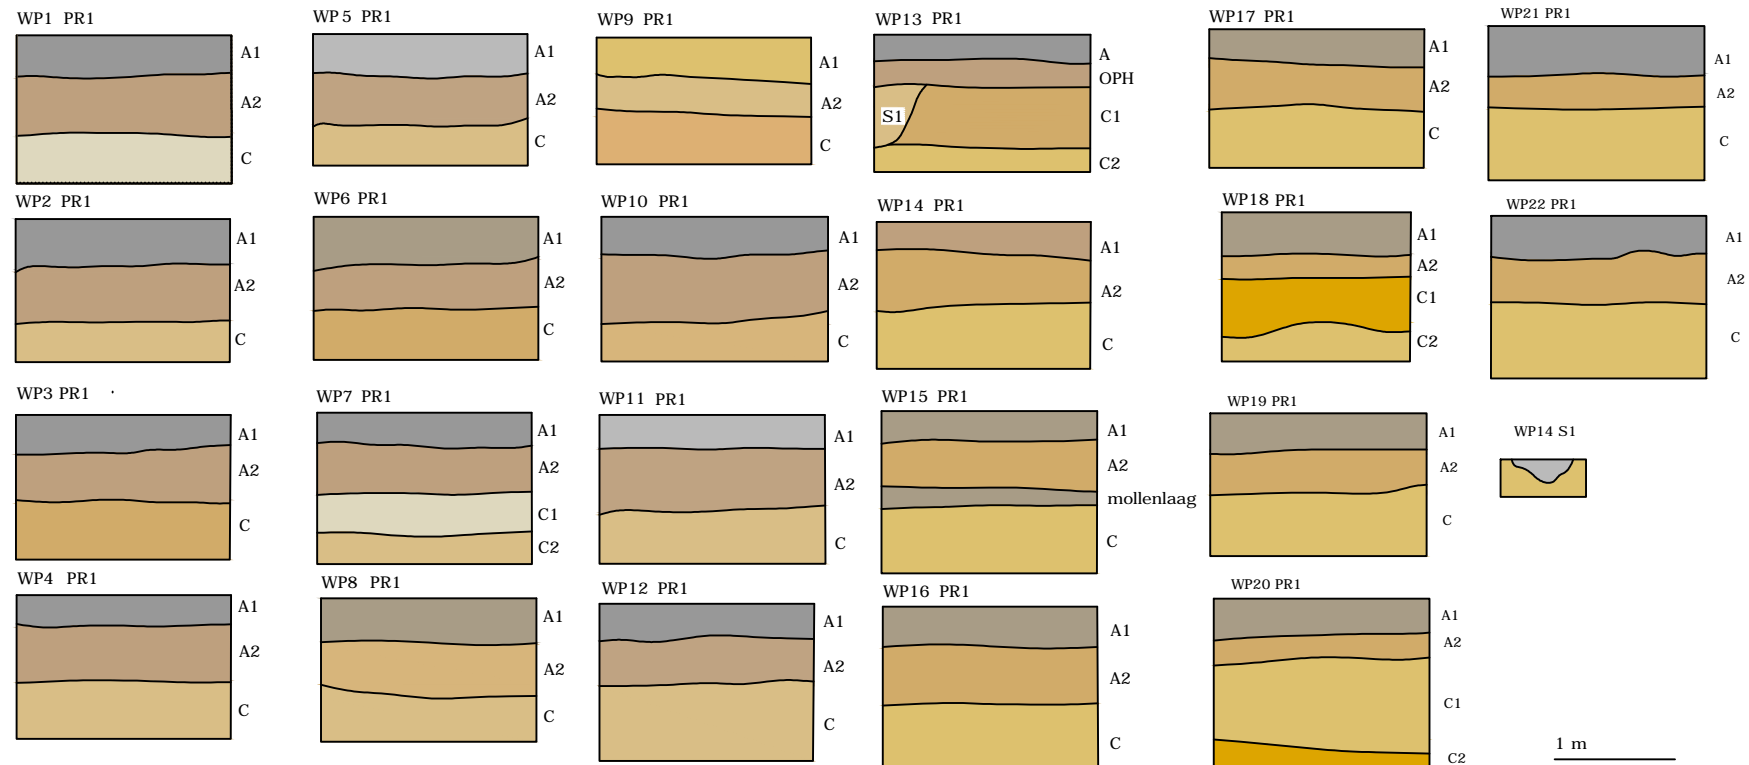 WP1 PR1
A1
A2
C
WP2 PR1
A1
A2
C
WP3 PR1
A1
A2
C
WP4 PR1
A1
A2
C
WP5 PR1
A1
A2
C
WP6 PR1
A1
A2
C
WP7 PR1
A1
A2
C1
C2
WP8 PR1
A1
A2
C
WP9 PR1
A1
A2
C
WP10 PR1
A1
A2
C
WP11 PR1
A1
A2
C
WP12 PR1
A1
A2
C
WP13 PR1
A
OPH
S1
C1
C2
WP14 PR1
A1
A2
C
WP15 PR1
A1
A2
mollenlaag
C
WP16 PR1
A1
A2
C
WP17 PR1
A1
A2
C
WP18 PR1
A1
A2
C1
C2
WP19 PR1
A1
A2
C
WP20 PR1
A1
A2
C1
C2
WP21 PR1
A1
A2
C
WP22 PR1
A1
A2
C
WP14 S1
1 m